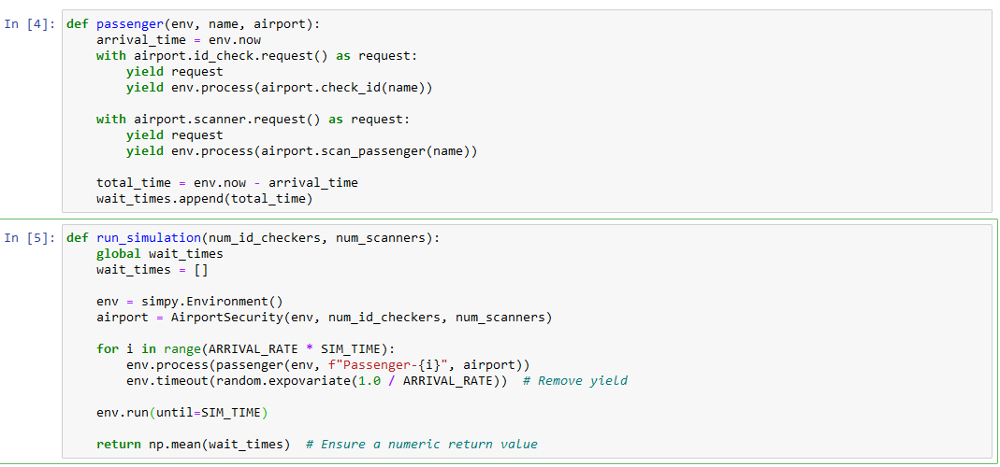 In [4]: def passenger(env, name, airport):
    arrival_time = env.now
    with airport.id_check.request() as request:
        yield request
        yield env.process(airport.check_id(name))

    with airport.scanner.request() as request:
        yield request
        yield env.process(airport.scan_passenger(name))

    total_time = env.now - arrival_time
    wait_times.append(total_time)

In [5]: def run_simulation(num_id_checkers, num_scanners):
    global wait_times
    wait_times = []

    env = simpy.Environment()
    airport = AirportSecurity(env, num_id_checkers, num_scanners)

    for i in range(ARRIVAL_RATE * SIM_TIME):
        env.process(passenger(env, f"Passenger-{i}", airport))
        env.timeout(random.expovariate(1.0 / ARRIVAL_RATE))  # Remove yield

    env.run(until=SIM_TIME)

    return np.mean(wait_times)  # Ensure a numeric return value